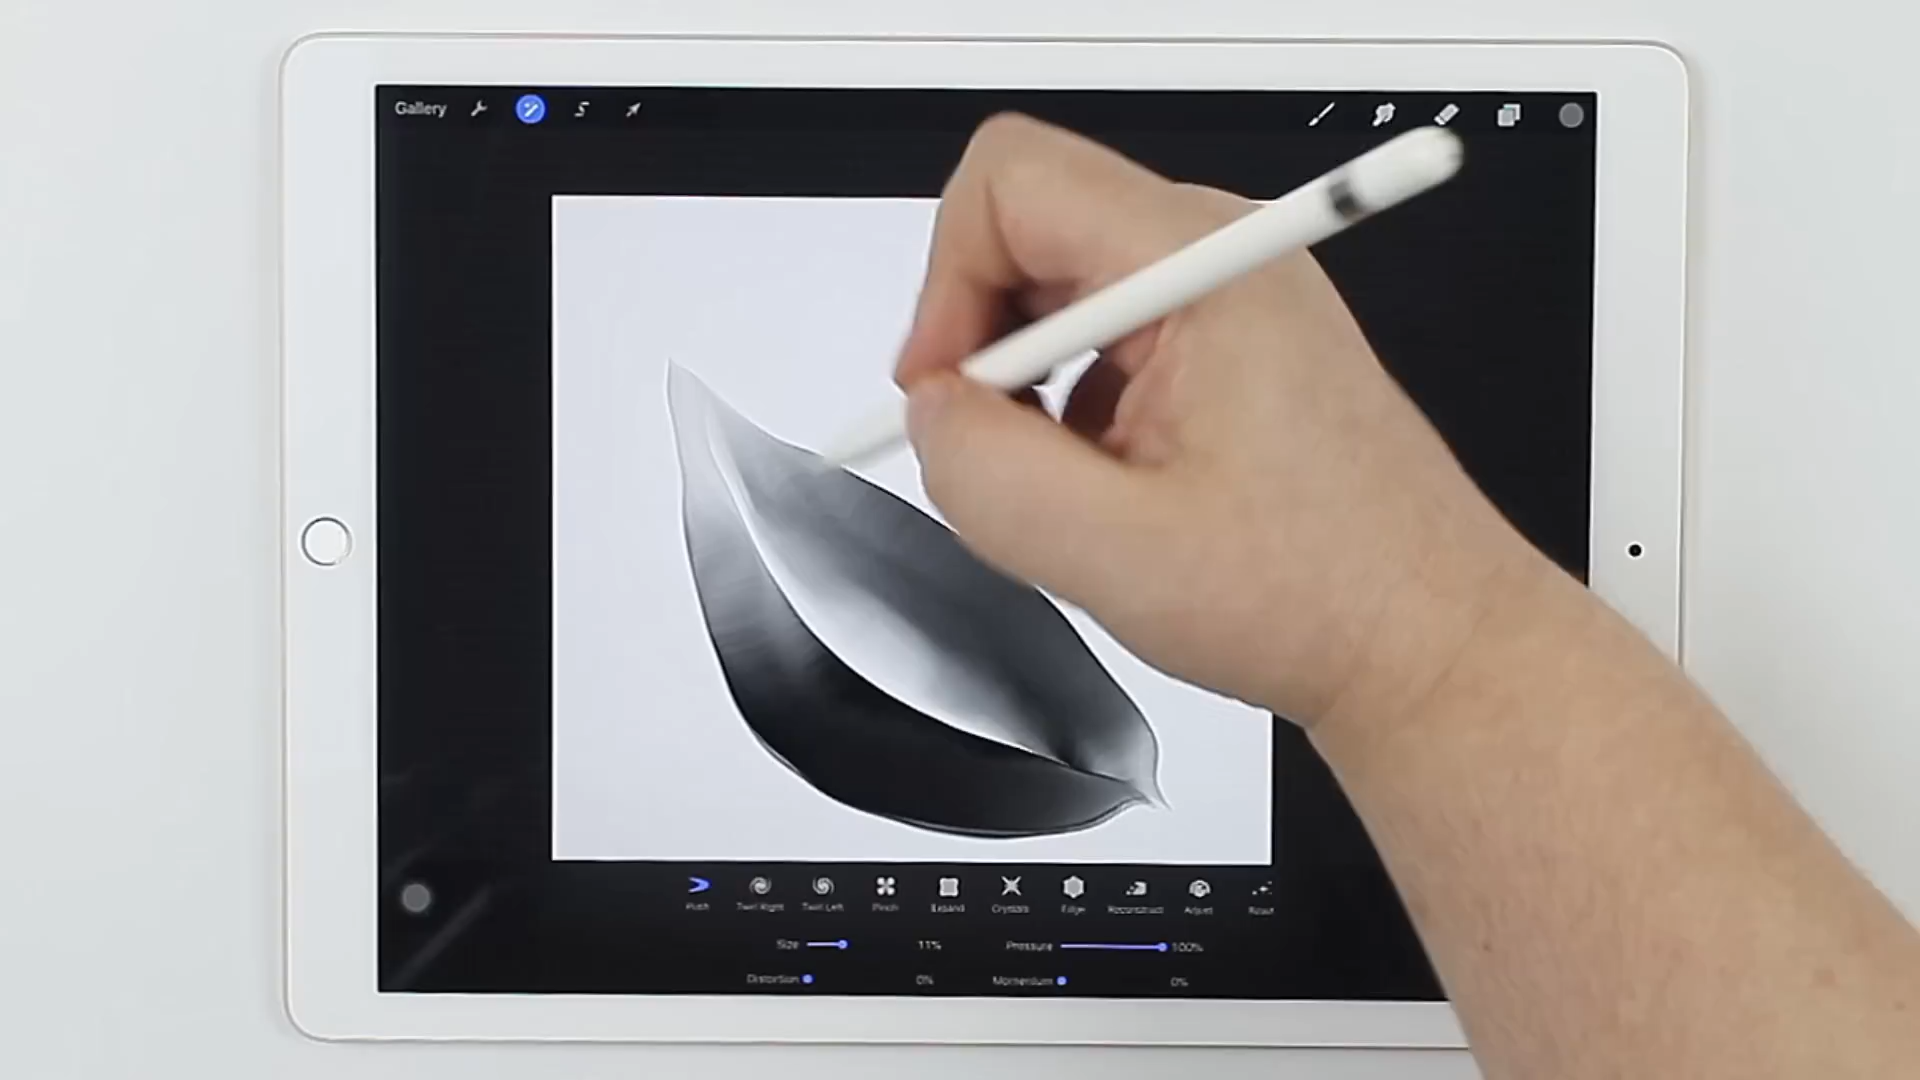 Gallery
Push Twirl Right Twirl Left Pinch Expand Crystals Edge Reconstruct Adjust Reset
Size 11% Pressure 100%
Distortion 0% Momentum 0%